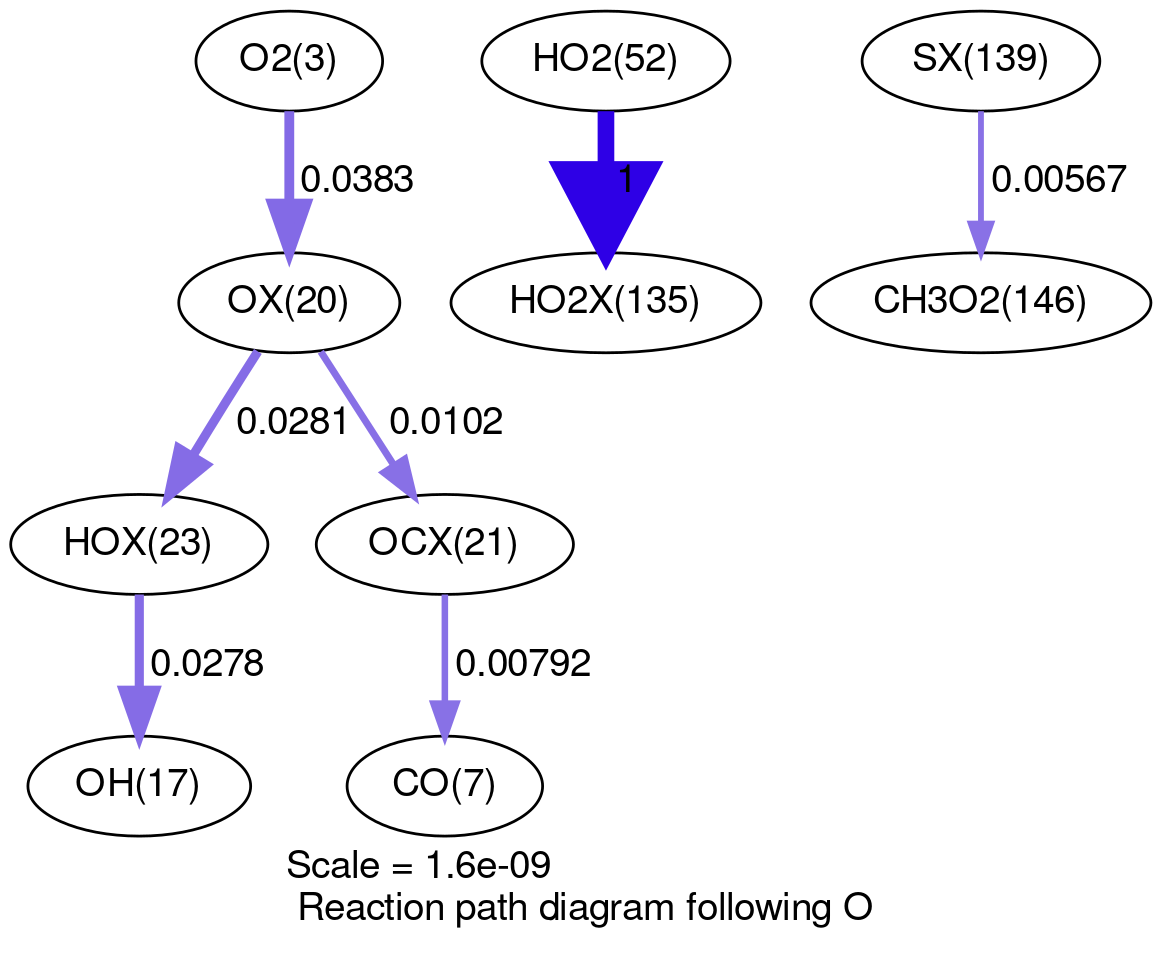 O2(3)
HO2(52)
SX(139)
0.0383
1
0.00567
OX(20)
HO2X(135)
CH3O2(146)
0.0281
0.0102
HOX(23)
OCX(21)
0.0278
0.00792
OH(17)
CO(7)
Scale = 1.6e-09
Reaction path diagram following O